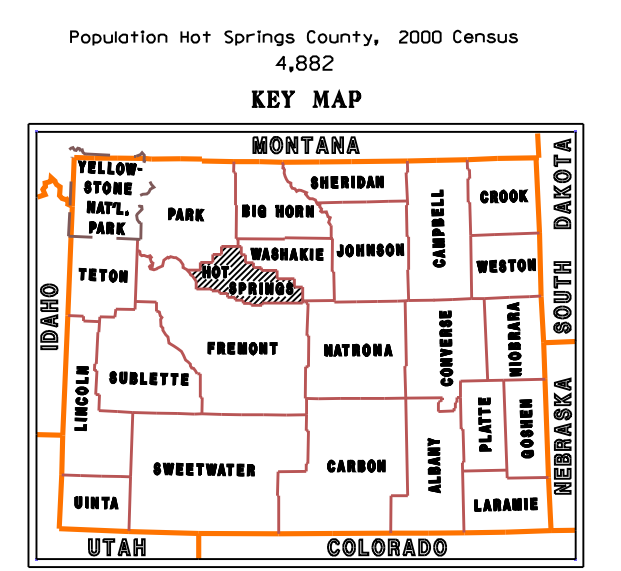 Population Hot Springs County, 2000 Census
4,882
KEY MAP
MONTANA
YELLOW-
STONE
NAT'L.
PARK
PARK
BIG HORN
SHERIDAN
CAMPBELL
CROOK
SOUTH DAKOTA
WASHAKIE
JOHNSON
HOT
SPRINGS
WESTON
TETON
IDAHO
FREMONT
NATRONA
CONVERSE
NIOBRARA
SUBLETTE
LINCOLN
PLATTE
GOSHEN
NEBRASKA
SWEETWATER
CARBON
ALBANY
UINTA
LARAMIE
UTAH
COLORADO